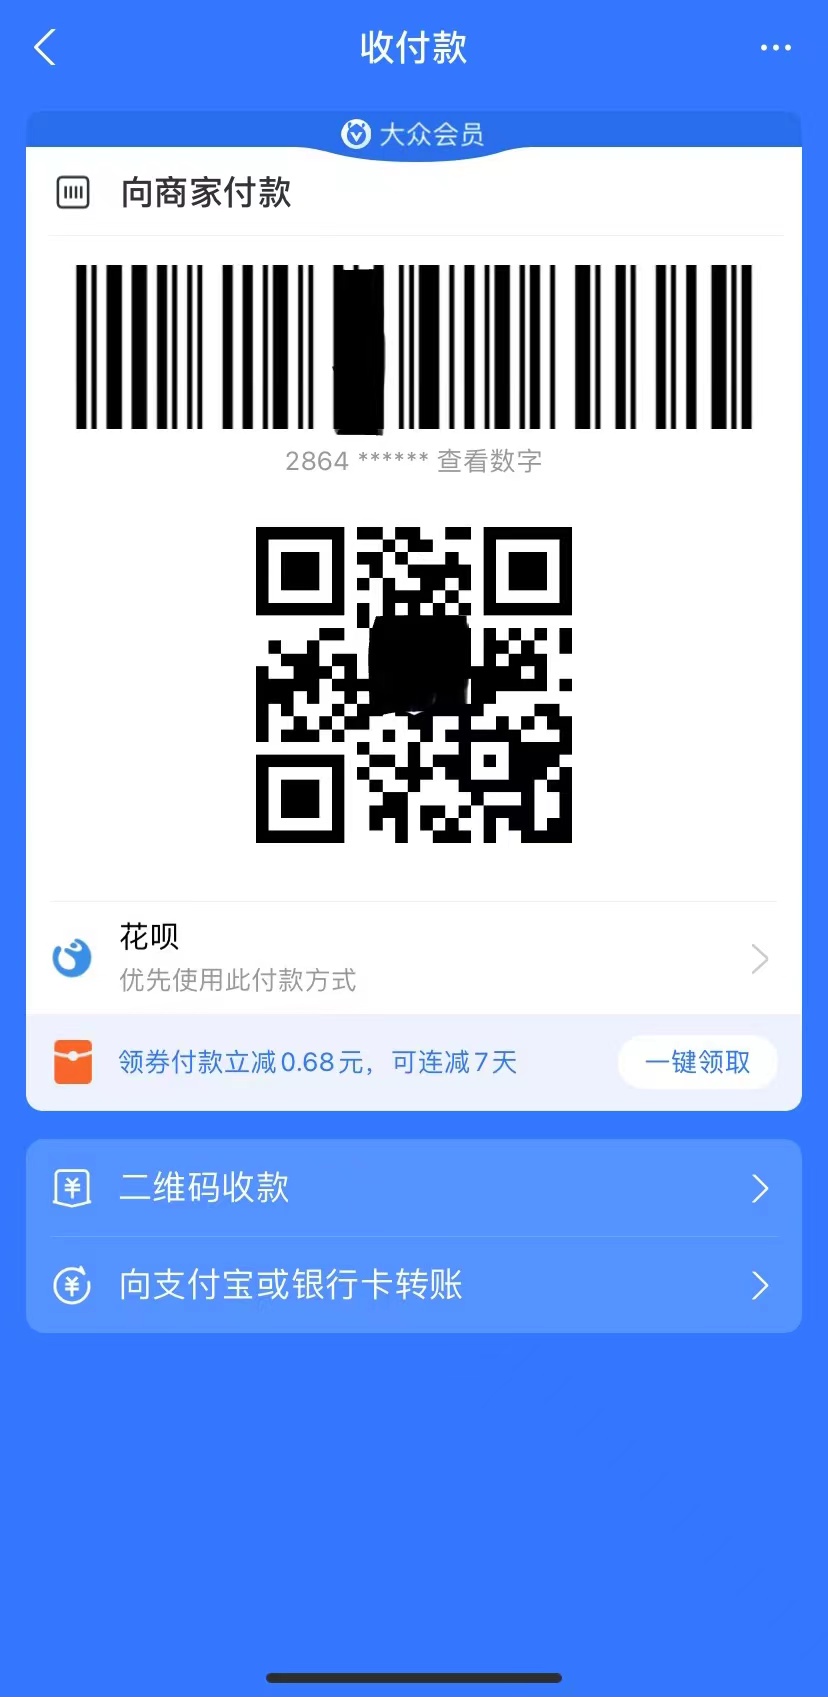 收付款
大众会员
向商家付款
2864 ****** 查看数字
花呗
优先使用此付款方式
领券付款立减0.68元，可连减7天
一键领取
二维码收款
向支付宝或银行卡转账